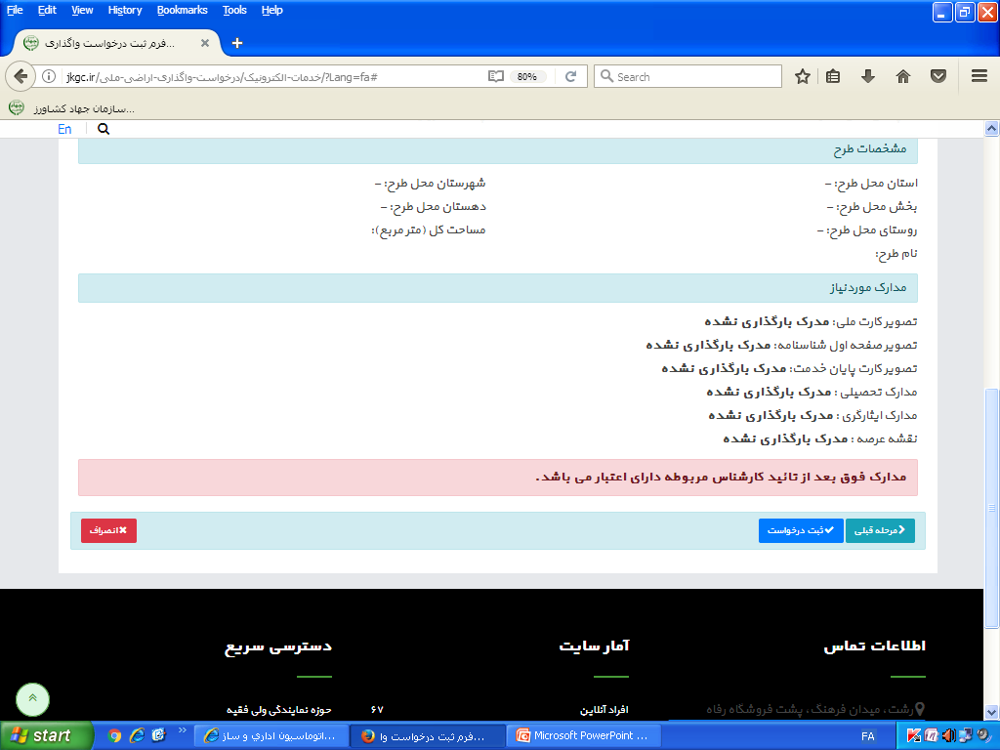 File Edit View History Bookmarks Tools Help
فرم ثبت درخواست واگذاری...
jkgc.ir/خدمات-الکترونیک/درخواست-واگذاری-اراضی-ملی/?Lang=fa#
80%
Search
سازمان جهاد کشاورز...
En
مشخصات طرح
استان محل طرح: -
شهرستان محل طرح: -
بخش محل طرح: -
دهستان محل طرح: -
روستای محل طرح: -
مساحت کل (متر مربع):
نام طرح:
مدارک موردنیاز
تصویر کارت ملی: مدرک بارگذاری نشده
تصویر صفحه اول شناسنامه: مدرک بارگذاری نشده
تصویر کارت پایان خدمت: مدرک بارگذاری نشده
مدارک تحصیلی : مدرک بارگذاری نشده
مدارک ایثارگری : مدرک بارگذاری نشده
نقشه عرصه : مدرک بارگذاری نشده
مدارک فوق بعد از تائید کارشناس مربوطه دارای اعتبار می باشد .
مرحله قبلی
ثبت درخواست
انصراف
اطلاعات تماس
آمار سایت
دسترسی سریع
رشت، میدان فرهنگ، پشت فروشگاه رفاه
افراد آنلاین
۶۷
حوزه نمایندگی ولی فقیه
start
اتوماسيون اداري و ساز...
فرم ثبت درخواست وا...
Microsoft PowerPoint ...
FA